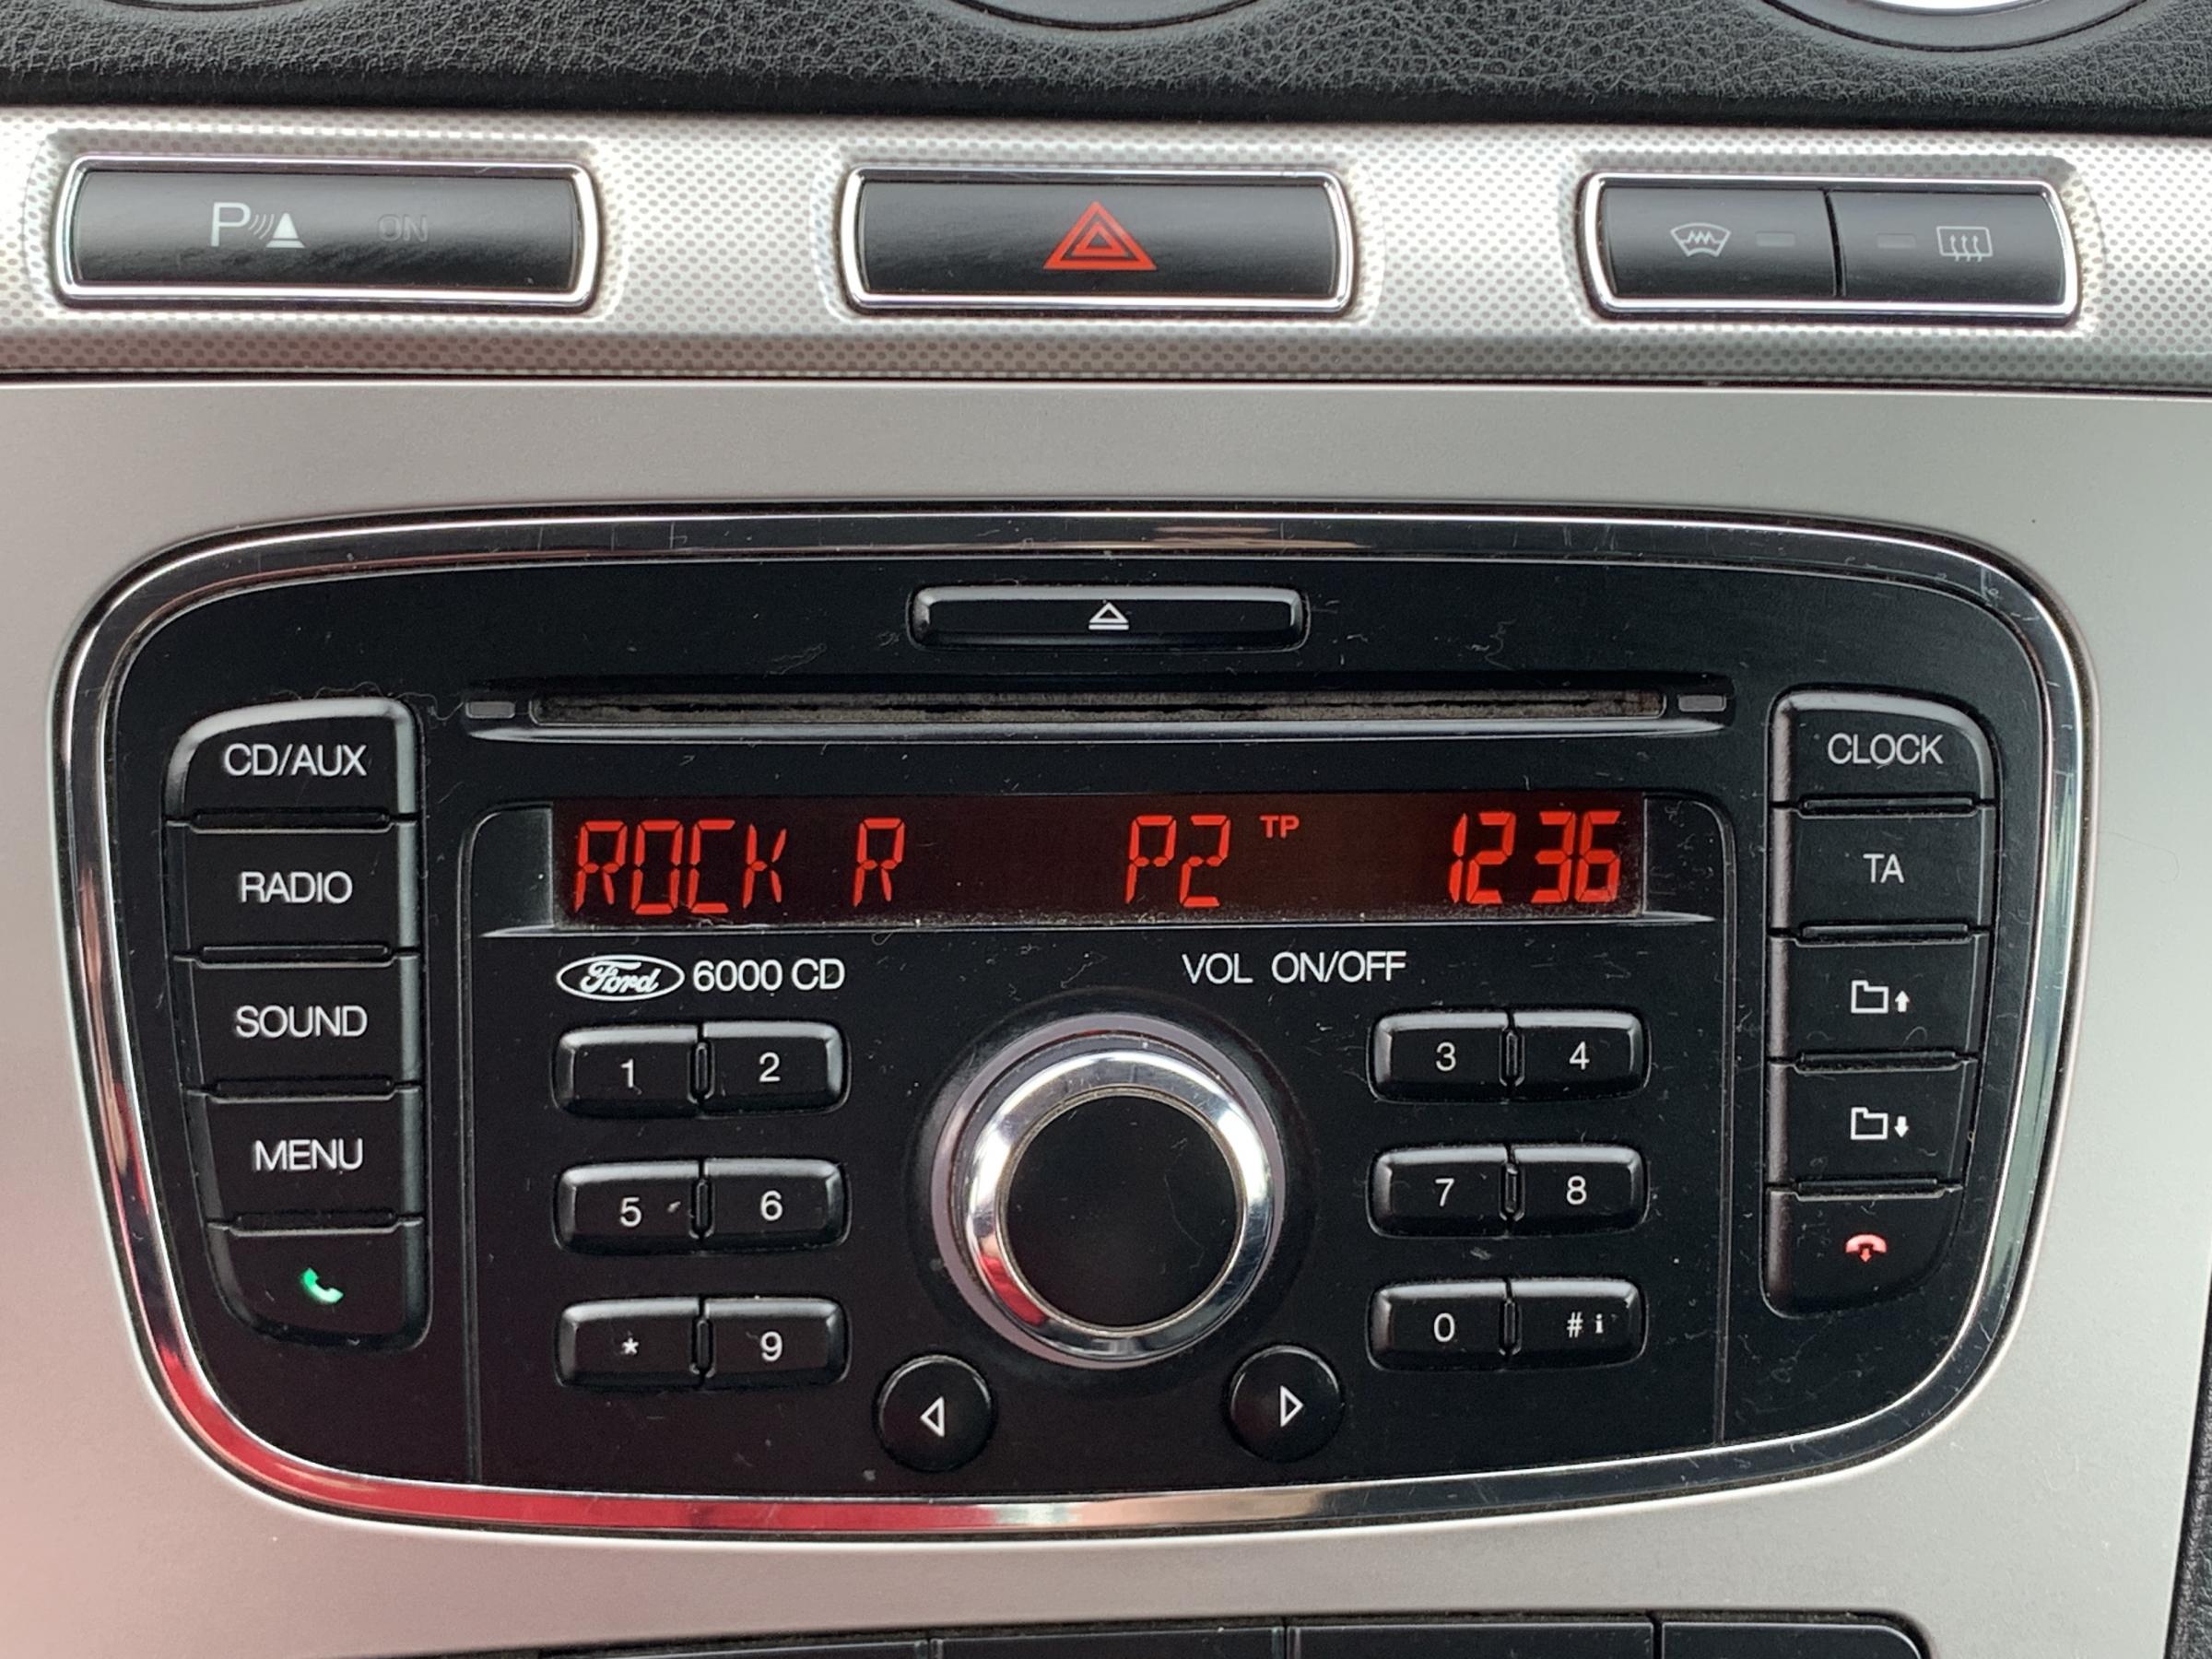 P ON
CD/AUX
CLOCK
ROCK R P2 TP 1236
RADIO
TA
Ford 6000 CD
VOL ON/OFF
SOUND
1 2
3 4
MENU
5 6
7 8
* 9
0 # i